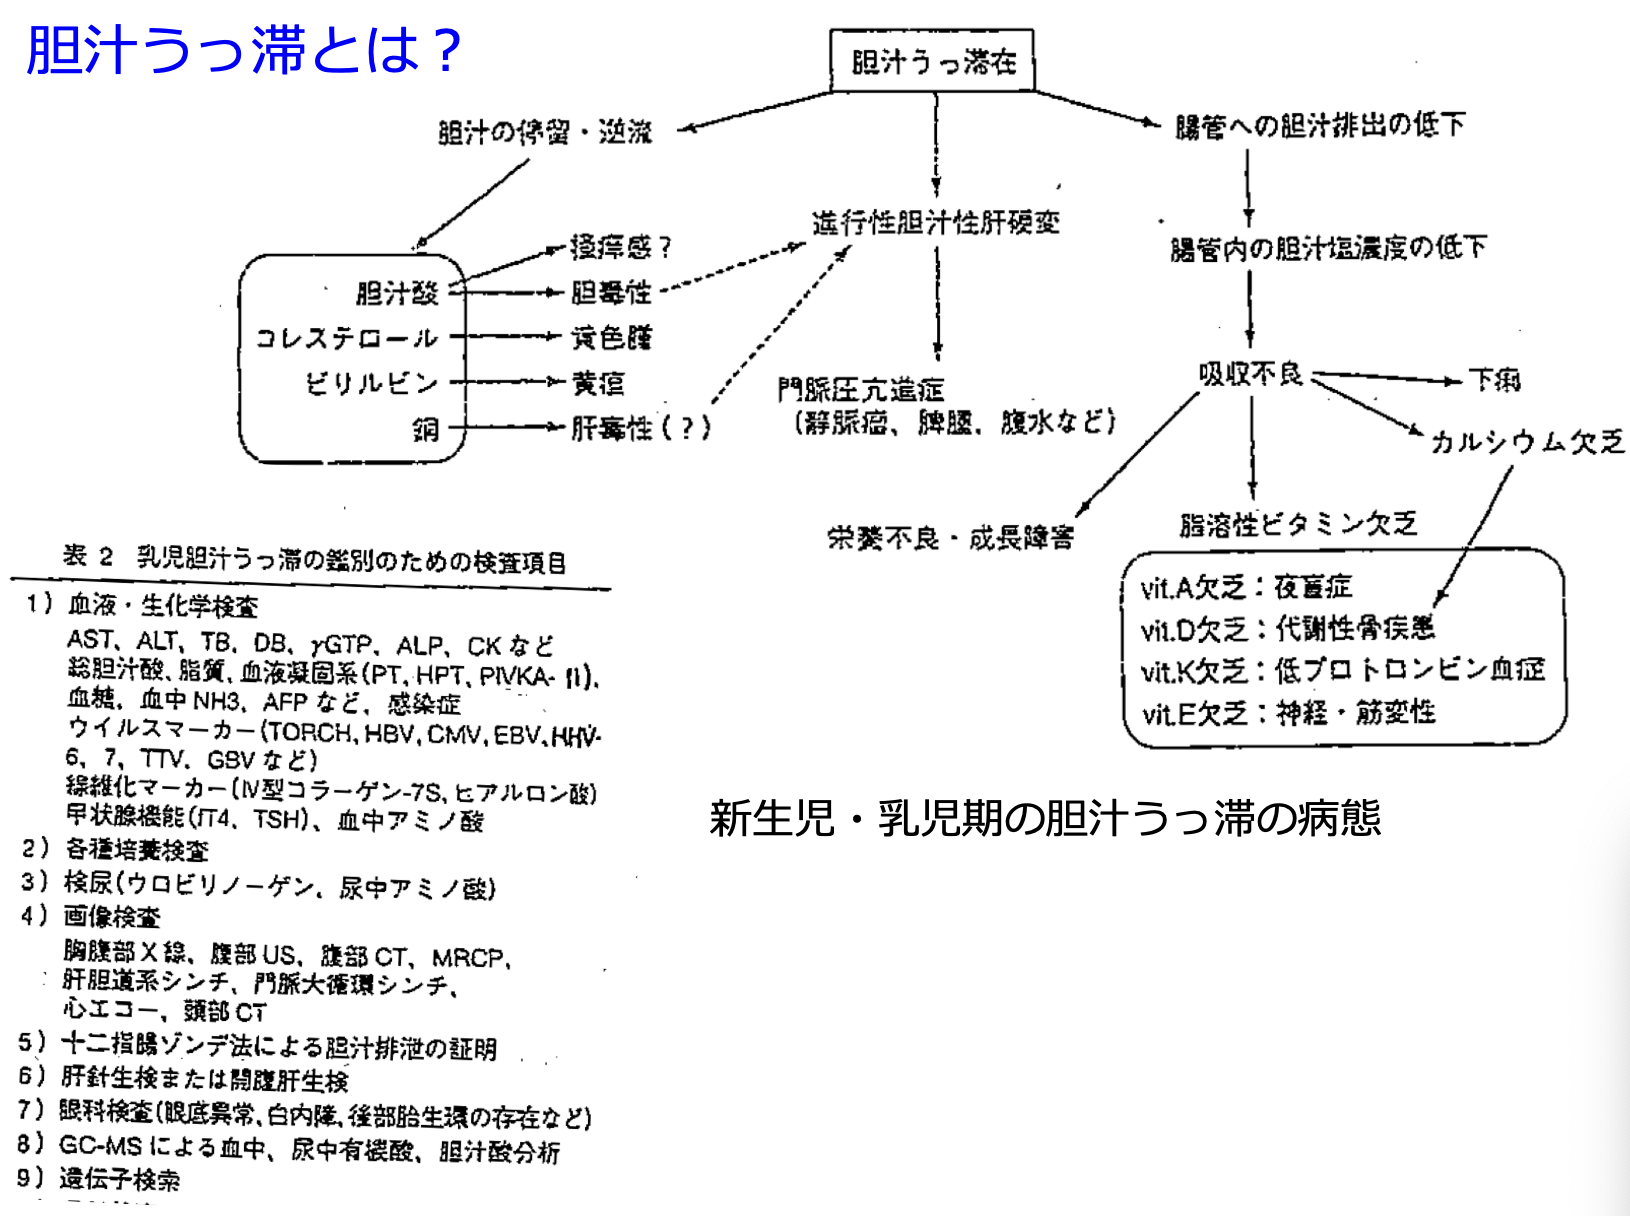 胆汁うっ滞とは？
胆汁うっ滞在
胆汁の停留・逆流
腸管への胆汁排出の低下
進行性胆汁性肝硬変
腸管内の胆汁塩濃度の低下
胆汁酸
コレステロール
ビリルビン
銅
掻痒感？
胆毒性
黄色腫
黄疸
肝毒性（？）
門脈圧亢進症
（静脈瘤、脾腫、腹水など）
吸収不良
下痢
カルシウム欠乏
栄養不良・成長障害
脂溶性ビタミン欠乏
vit.A欠乏：夜盲症
vit.D欠乏：代謝性骨疾患
vit.K欠乏：低プロトロンビン血症
vit.E欠乏：神経・筋変性
新生児・乳児期の胆汁うっ滞の病態
表 2　乳児胆汁うっ滞の鑑別のための検査項目
1）血液・生化学検査
AST、ALT、TB、DB、γGTP、ALP、CK など
総胆汁酸、脂質、血液凝固系(PT、HPT、PIVKA-II)、
血糖、血中 NH3、AFP など、感染症
ウイルスマーカー(TORCH、HBV、CMV、EBV、HHV-
6、7、TTV、GBV など)
線維化マーカー(IV型コラーゲン-7S、ヒアルロン酸)
甲状腺機能(fT4、TSH)、血中アミノ酸
2）各種培養検査
3）検尿(ウロビリノーゲン、尿中アミノ酸)
4）画像検査
胸腹部 X 線、腹部 US、腹部 CT、MRCP、
肝胆道系シンチ、門脈大循環シンチ、
心エコー、頭部 CT
5）十二指腸ゾンデ法による胆汁排泄の証明
6）肝針生検または開腹肝生検
7）眼科検査(眼底異常、白内障、後部胎生環の存在など)
8）GC-MS による血中、尿中有機酸、胆汁酸分析
9）遺伝子検索